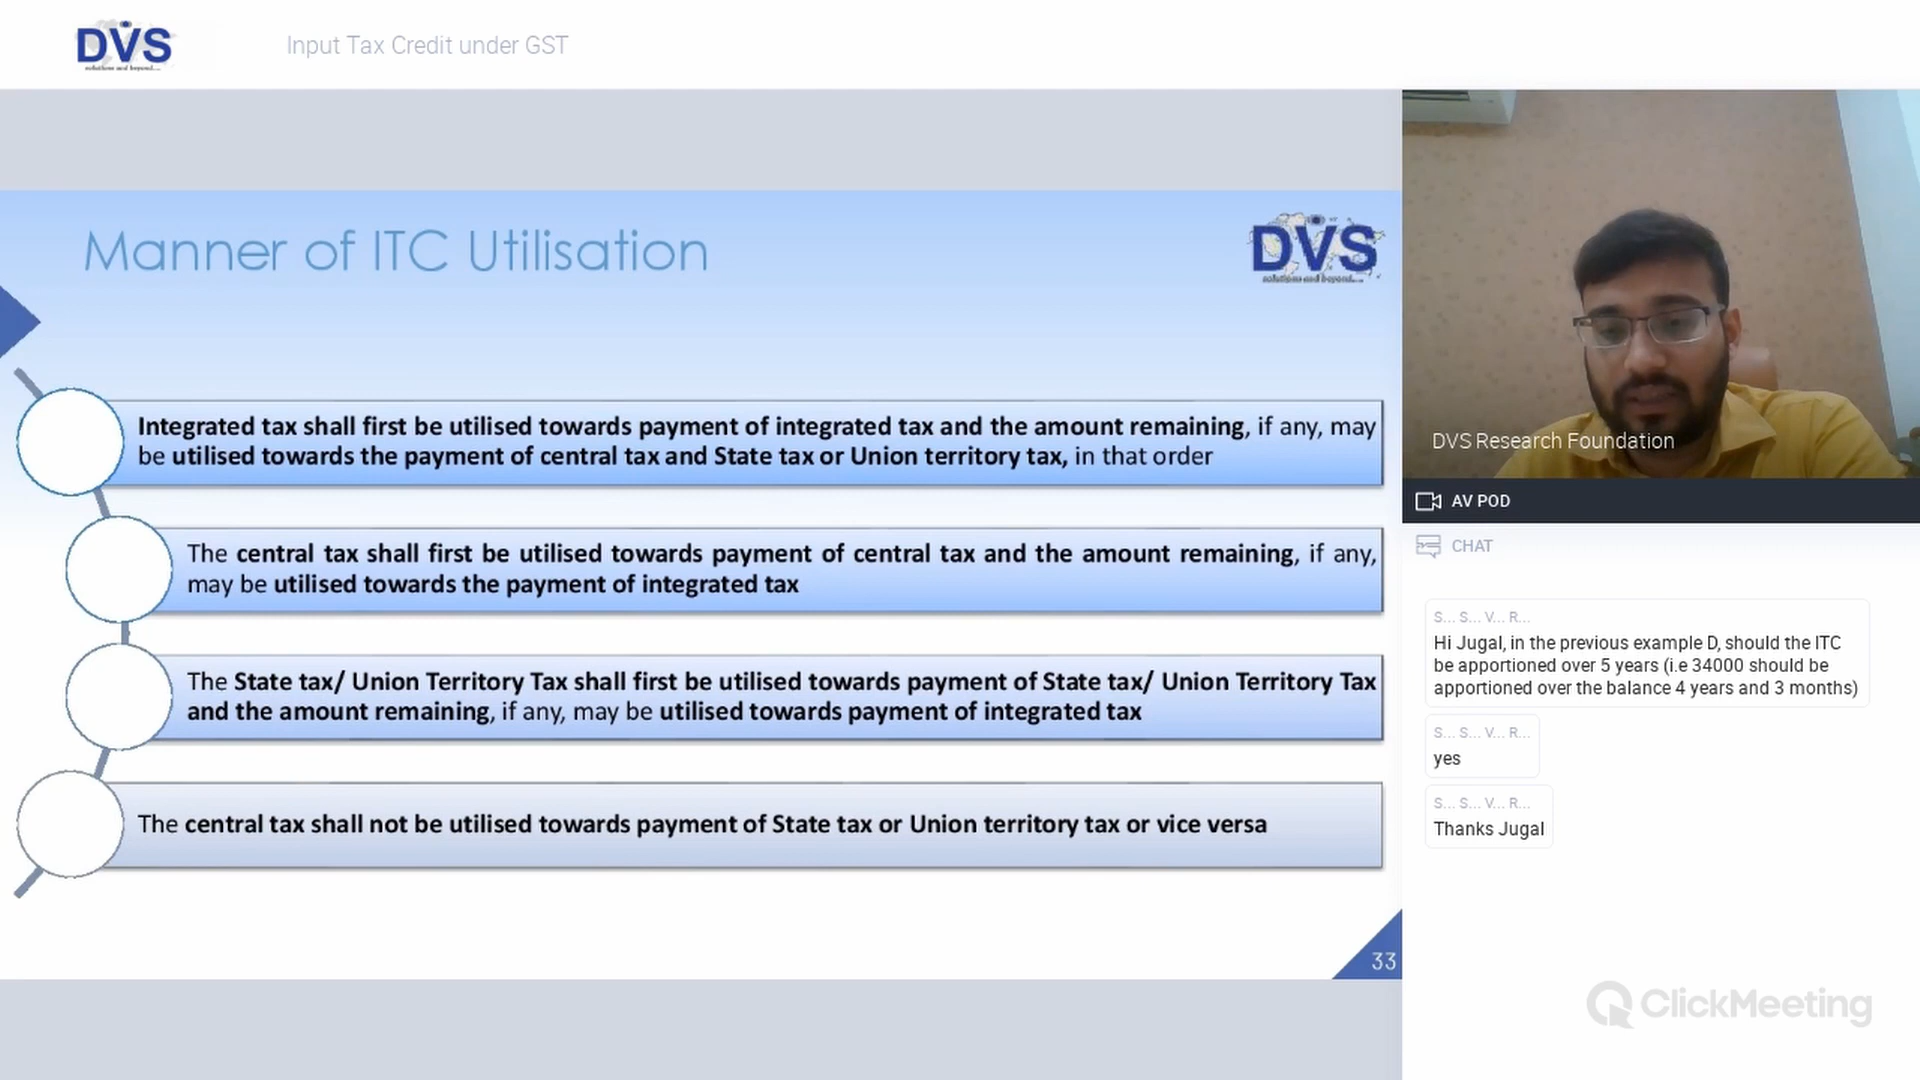 DVS
solutions and beyond....
Input Tax Credit under GST
Manner of ITC Utilisation
DVS
solutions and beyond....
Integrated tax shall first be utilised towards payment of integrated tax and the amount remaining, if any, may
be utilised towards the payment of central tax and State tax or Union territory tax, in that order
The central tax shall first be utilised towards payment of central tax and the amount remaining, if any,
may be utilised towards the payment of integrated tax
The State tax/ Union Territory Tax shall first be utilised towards payment of State tax/ Union Territory Tax
and the amount remaining, if any, may be utilised towards payment of integrated tax
The central tax shall not be utilised towards payment of State tax or Union territory tax or vice versa
33
DVS Research Foundation
AV POD
CHAT
S... S... V... R...
Hi Jugal, in the previous example D, should the ITC
be apportioned over 5 years (i.e 34000 should be
apportioned over the balance 4 years and 3 months)
S... S... V... R...
yes
S... S... V... R...
Thanks Jugal
ClickMeeting